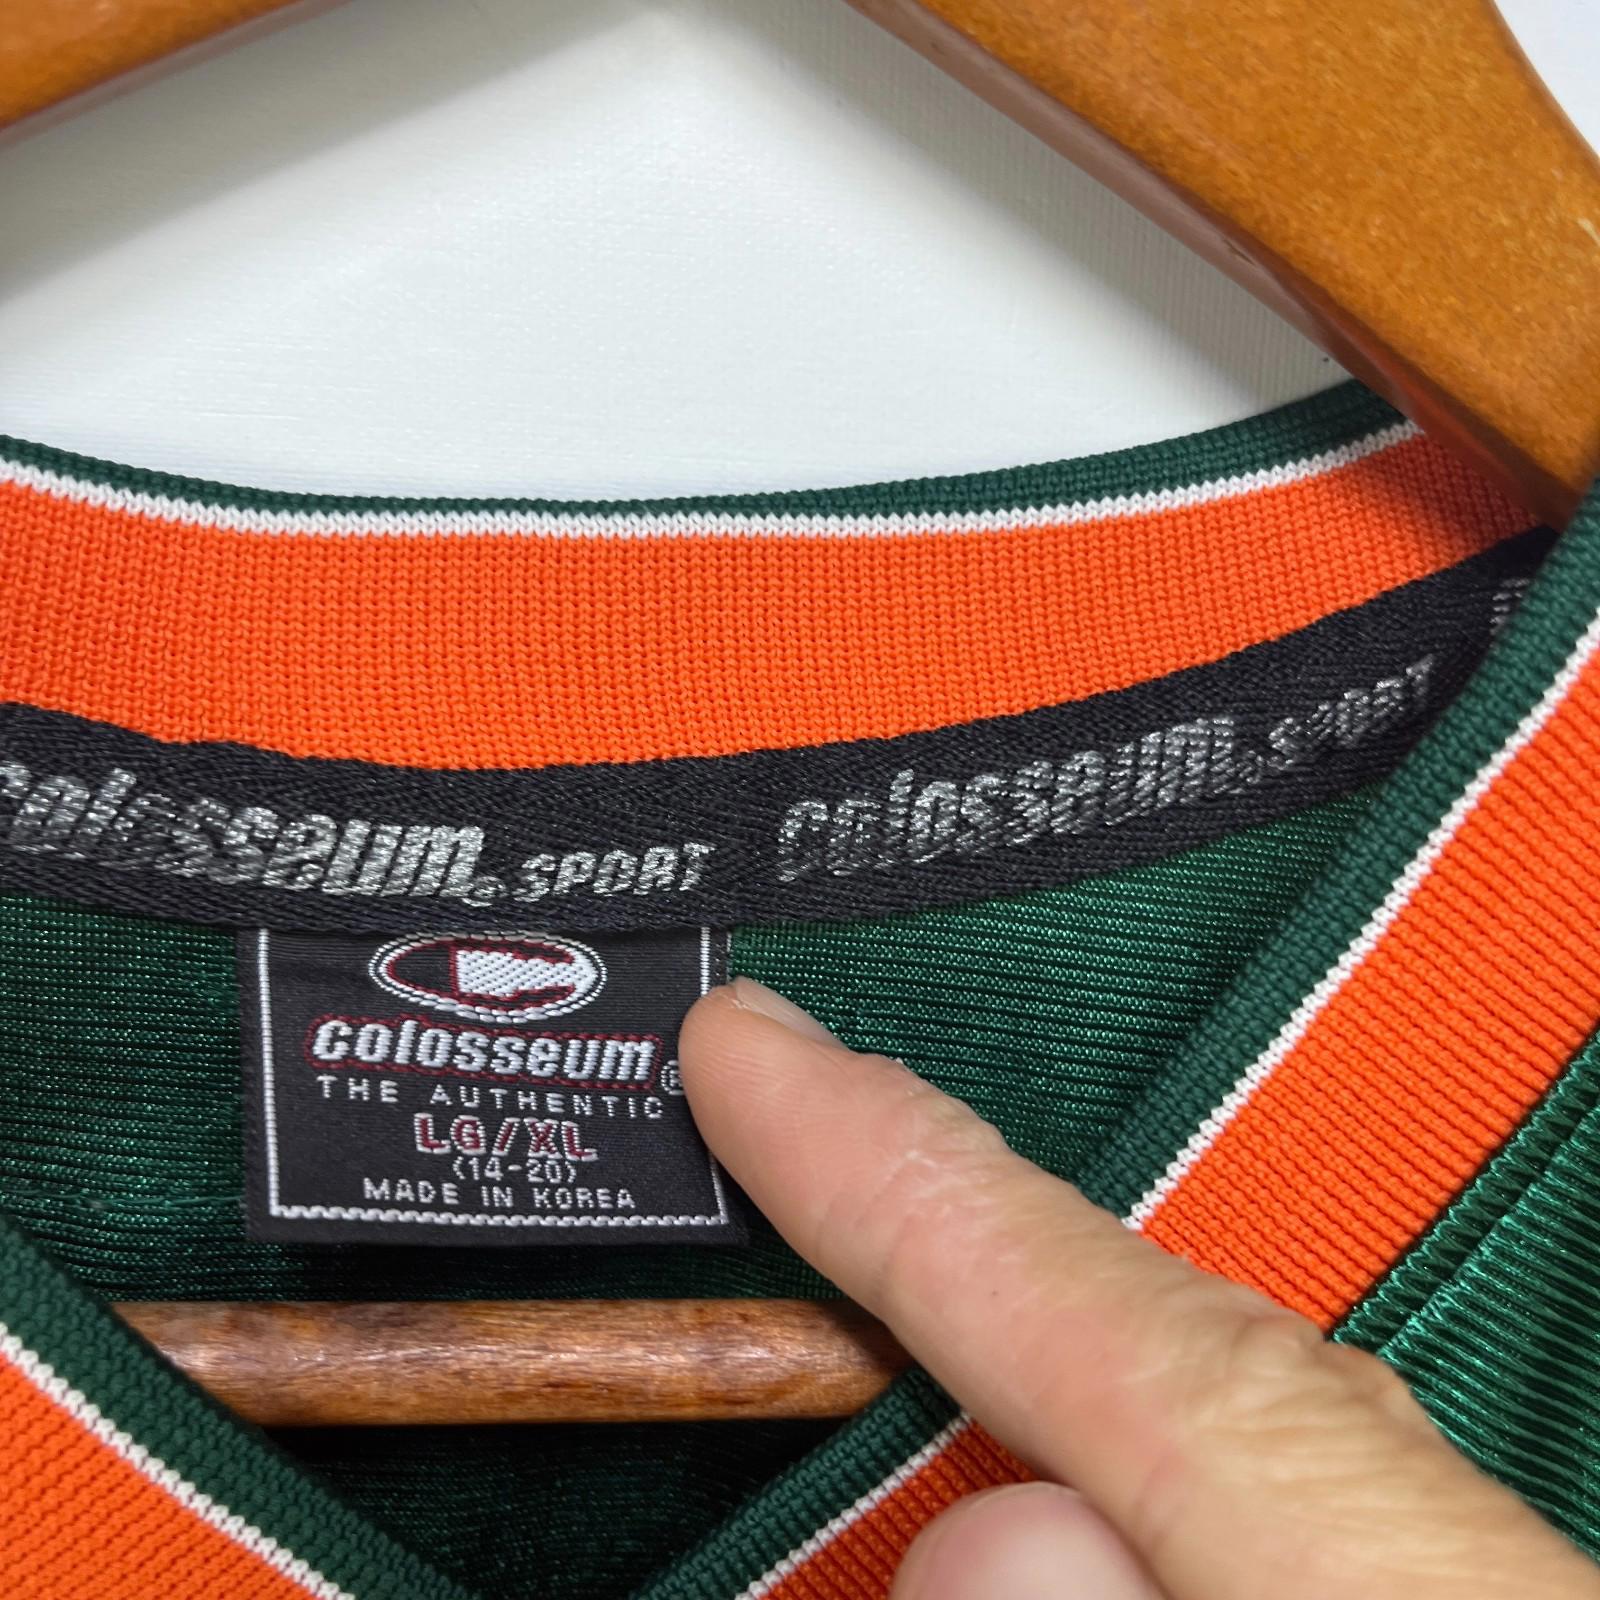 colosseum® SPORT colosseum® SPORT
colosseum®
THE AUTHENTIC
LG/XL
(14-20)
MADE IN KOREA